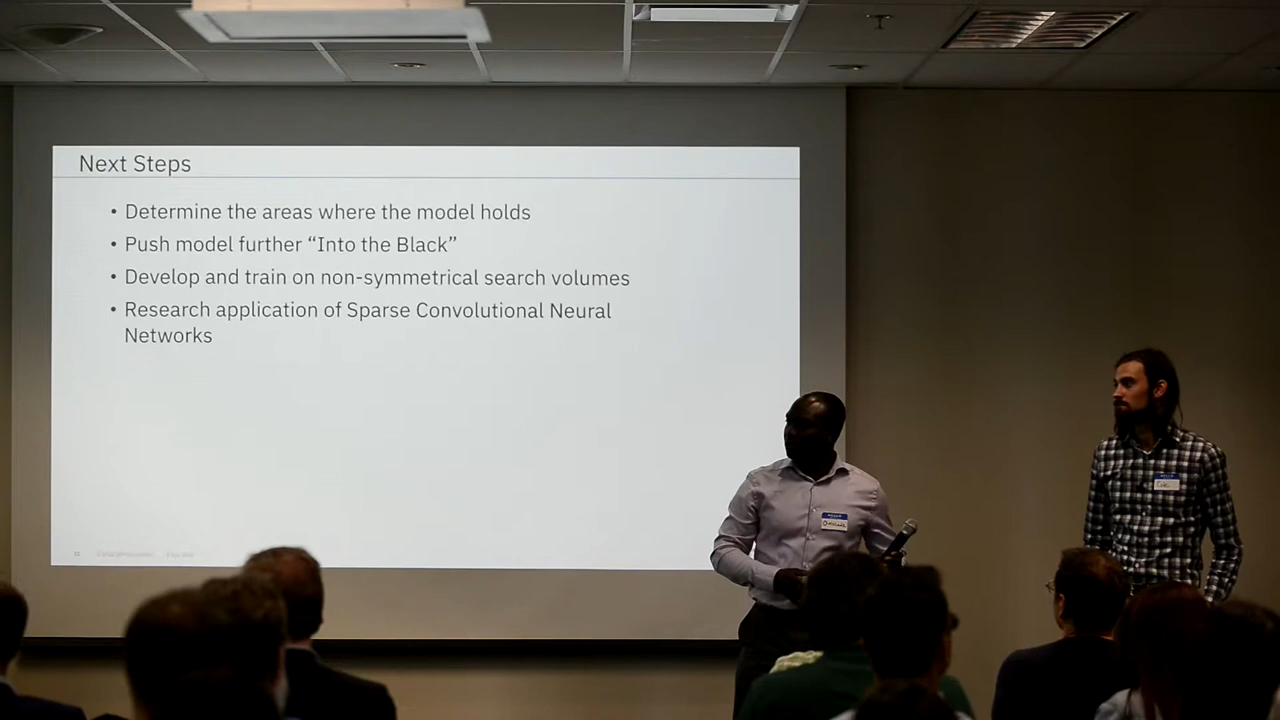 Next Steps
• Determine the areas where the model holds
• Push model further “Into the Black”
• Develop and train on non-symmetrical search volumes
• Research application of Sparse Convolutional Neural
Networks